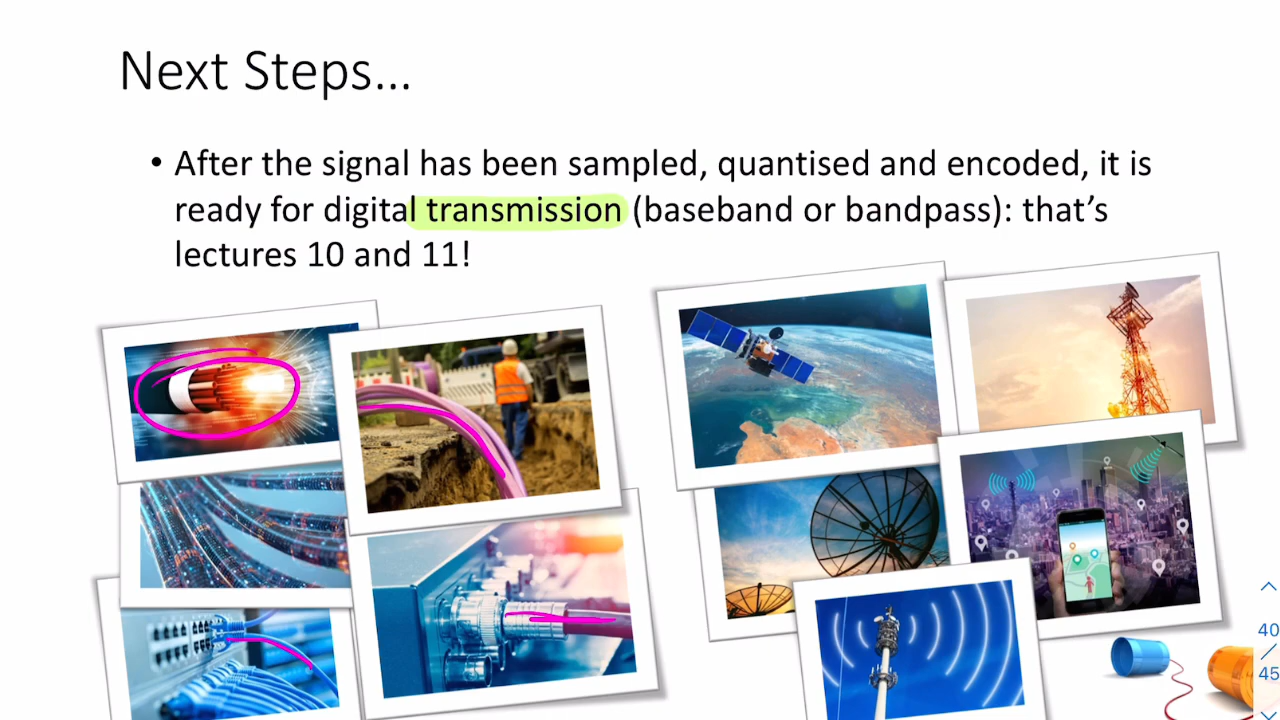 Next Steps...
• After the signal has been sampled, quantised and encoded, it is
ready for digital transmission (baseband or bandpass): that’s
lectures 10 and 11!
40
/
45